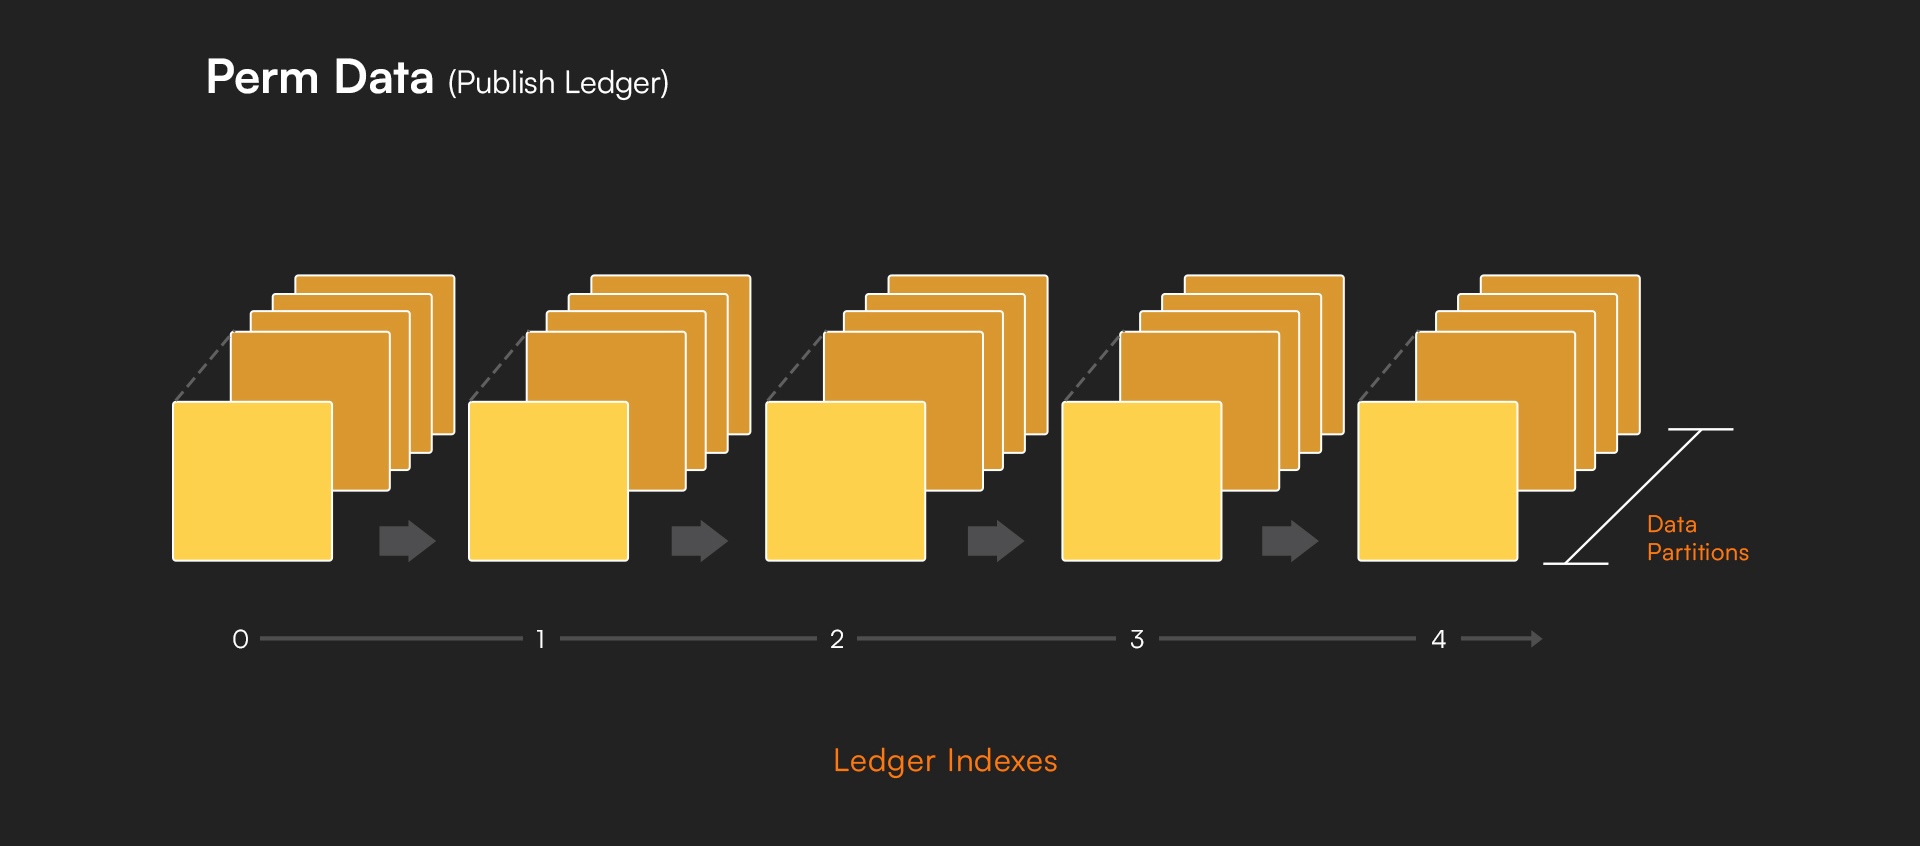 Perm Data (Publish Ledger)
Data
Partitions
0 1 2 3 4
Ledger Indexes